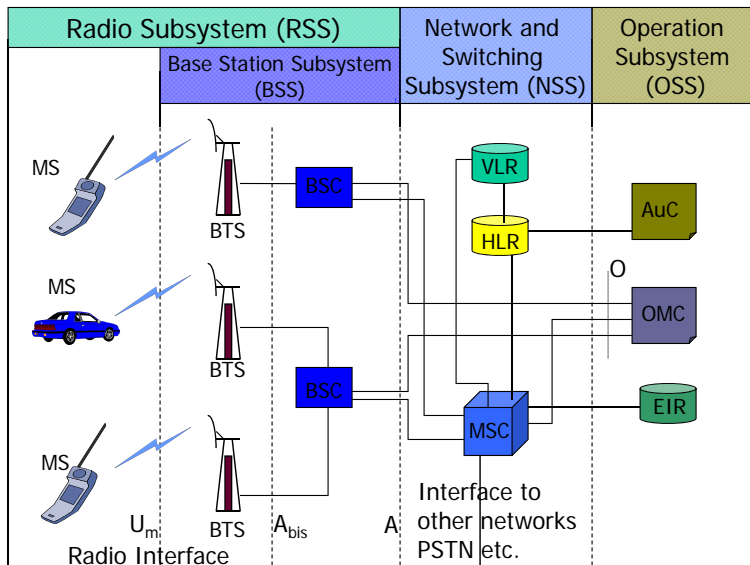 Radio Subsystem (RSS)
Base Station Subsystem
(BSS)
Network and
Switching
Subsystem (NSS)
Operation
Subsystem
(OSS)
MS
BTS
BSC
VLR
HLR
AuC
MS
BTS
BSC
O
OMC
MSC
EIR
MS
BTS
Um
Radio Interface
Abis
A
Interface to
other networks
PSTN etc.